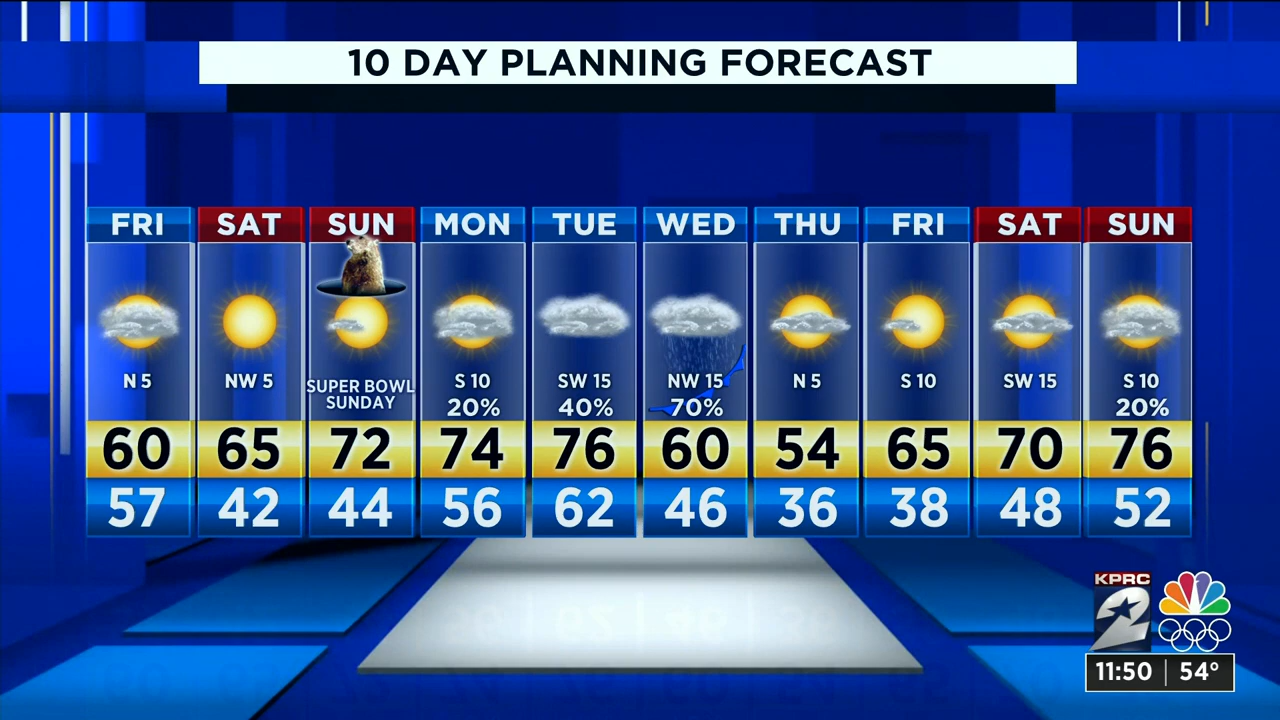 10 DAY PLANNING FORECAST
FRI SAT SUN MON TUE WED THU FRI SAT SUN
N 5 NW 5 S 10 SW 15 NW 15 N 5 S 10 SW 15 S 10
SUPER BOWL
SUNDAY
20% 40% 70% 20%
60 65 72 74 76 60 54 65 70 76
57 42 44 56 62 46 36 38 48 52
KPRC
2
11:50 54°